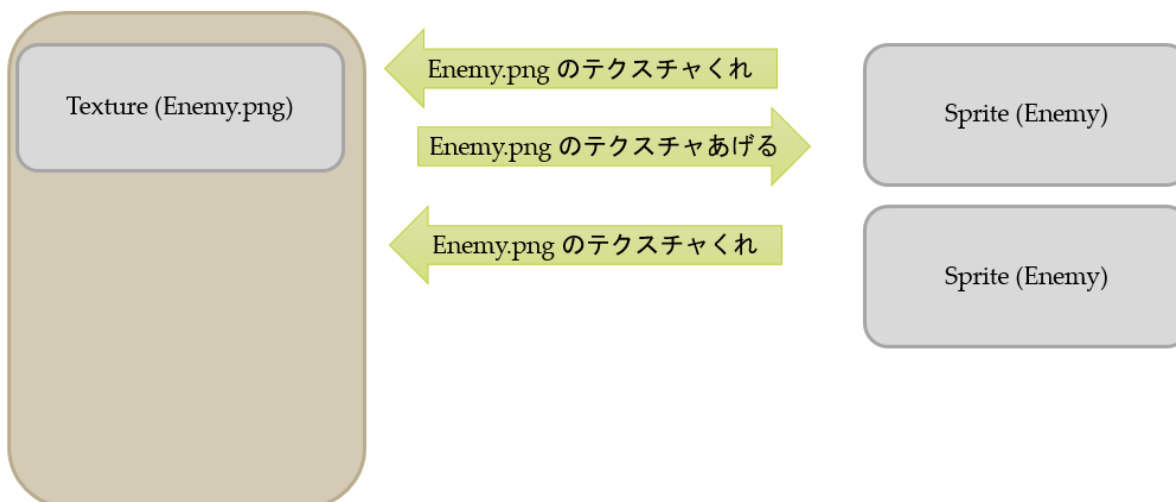 Texture (Enemy.png)
Enemy.png のテクスチャくれ
Sprite (Enemy)
Enemy.png のテクスチャあげる
Enemy.png のテクスチャくれ
Sprite (Enemy)